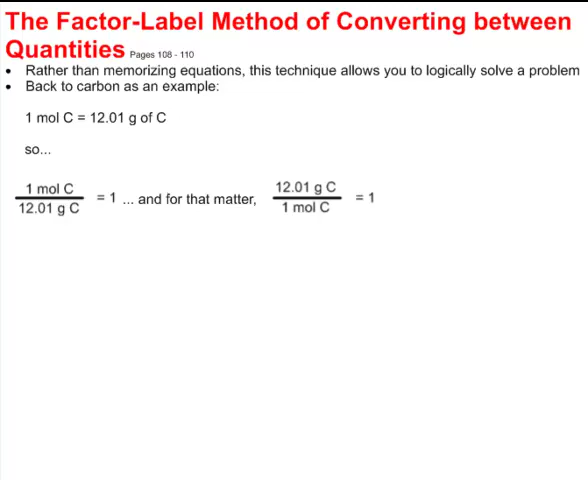 The Factor-Label Method of Converting between
Quantities Pages 108 - 110
• Rather than memorizing equations, this technique allows you to logically solve a problem
• Back to carbon as an example:
1 mol C = 12.01 g of C
so...
1 mol C
12.01 g C
= 1 ... and for that matter,
12.01 g C
1 mol C
= 1